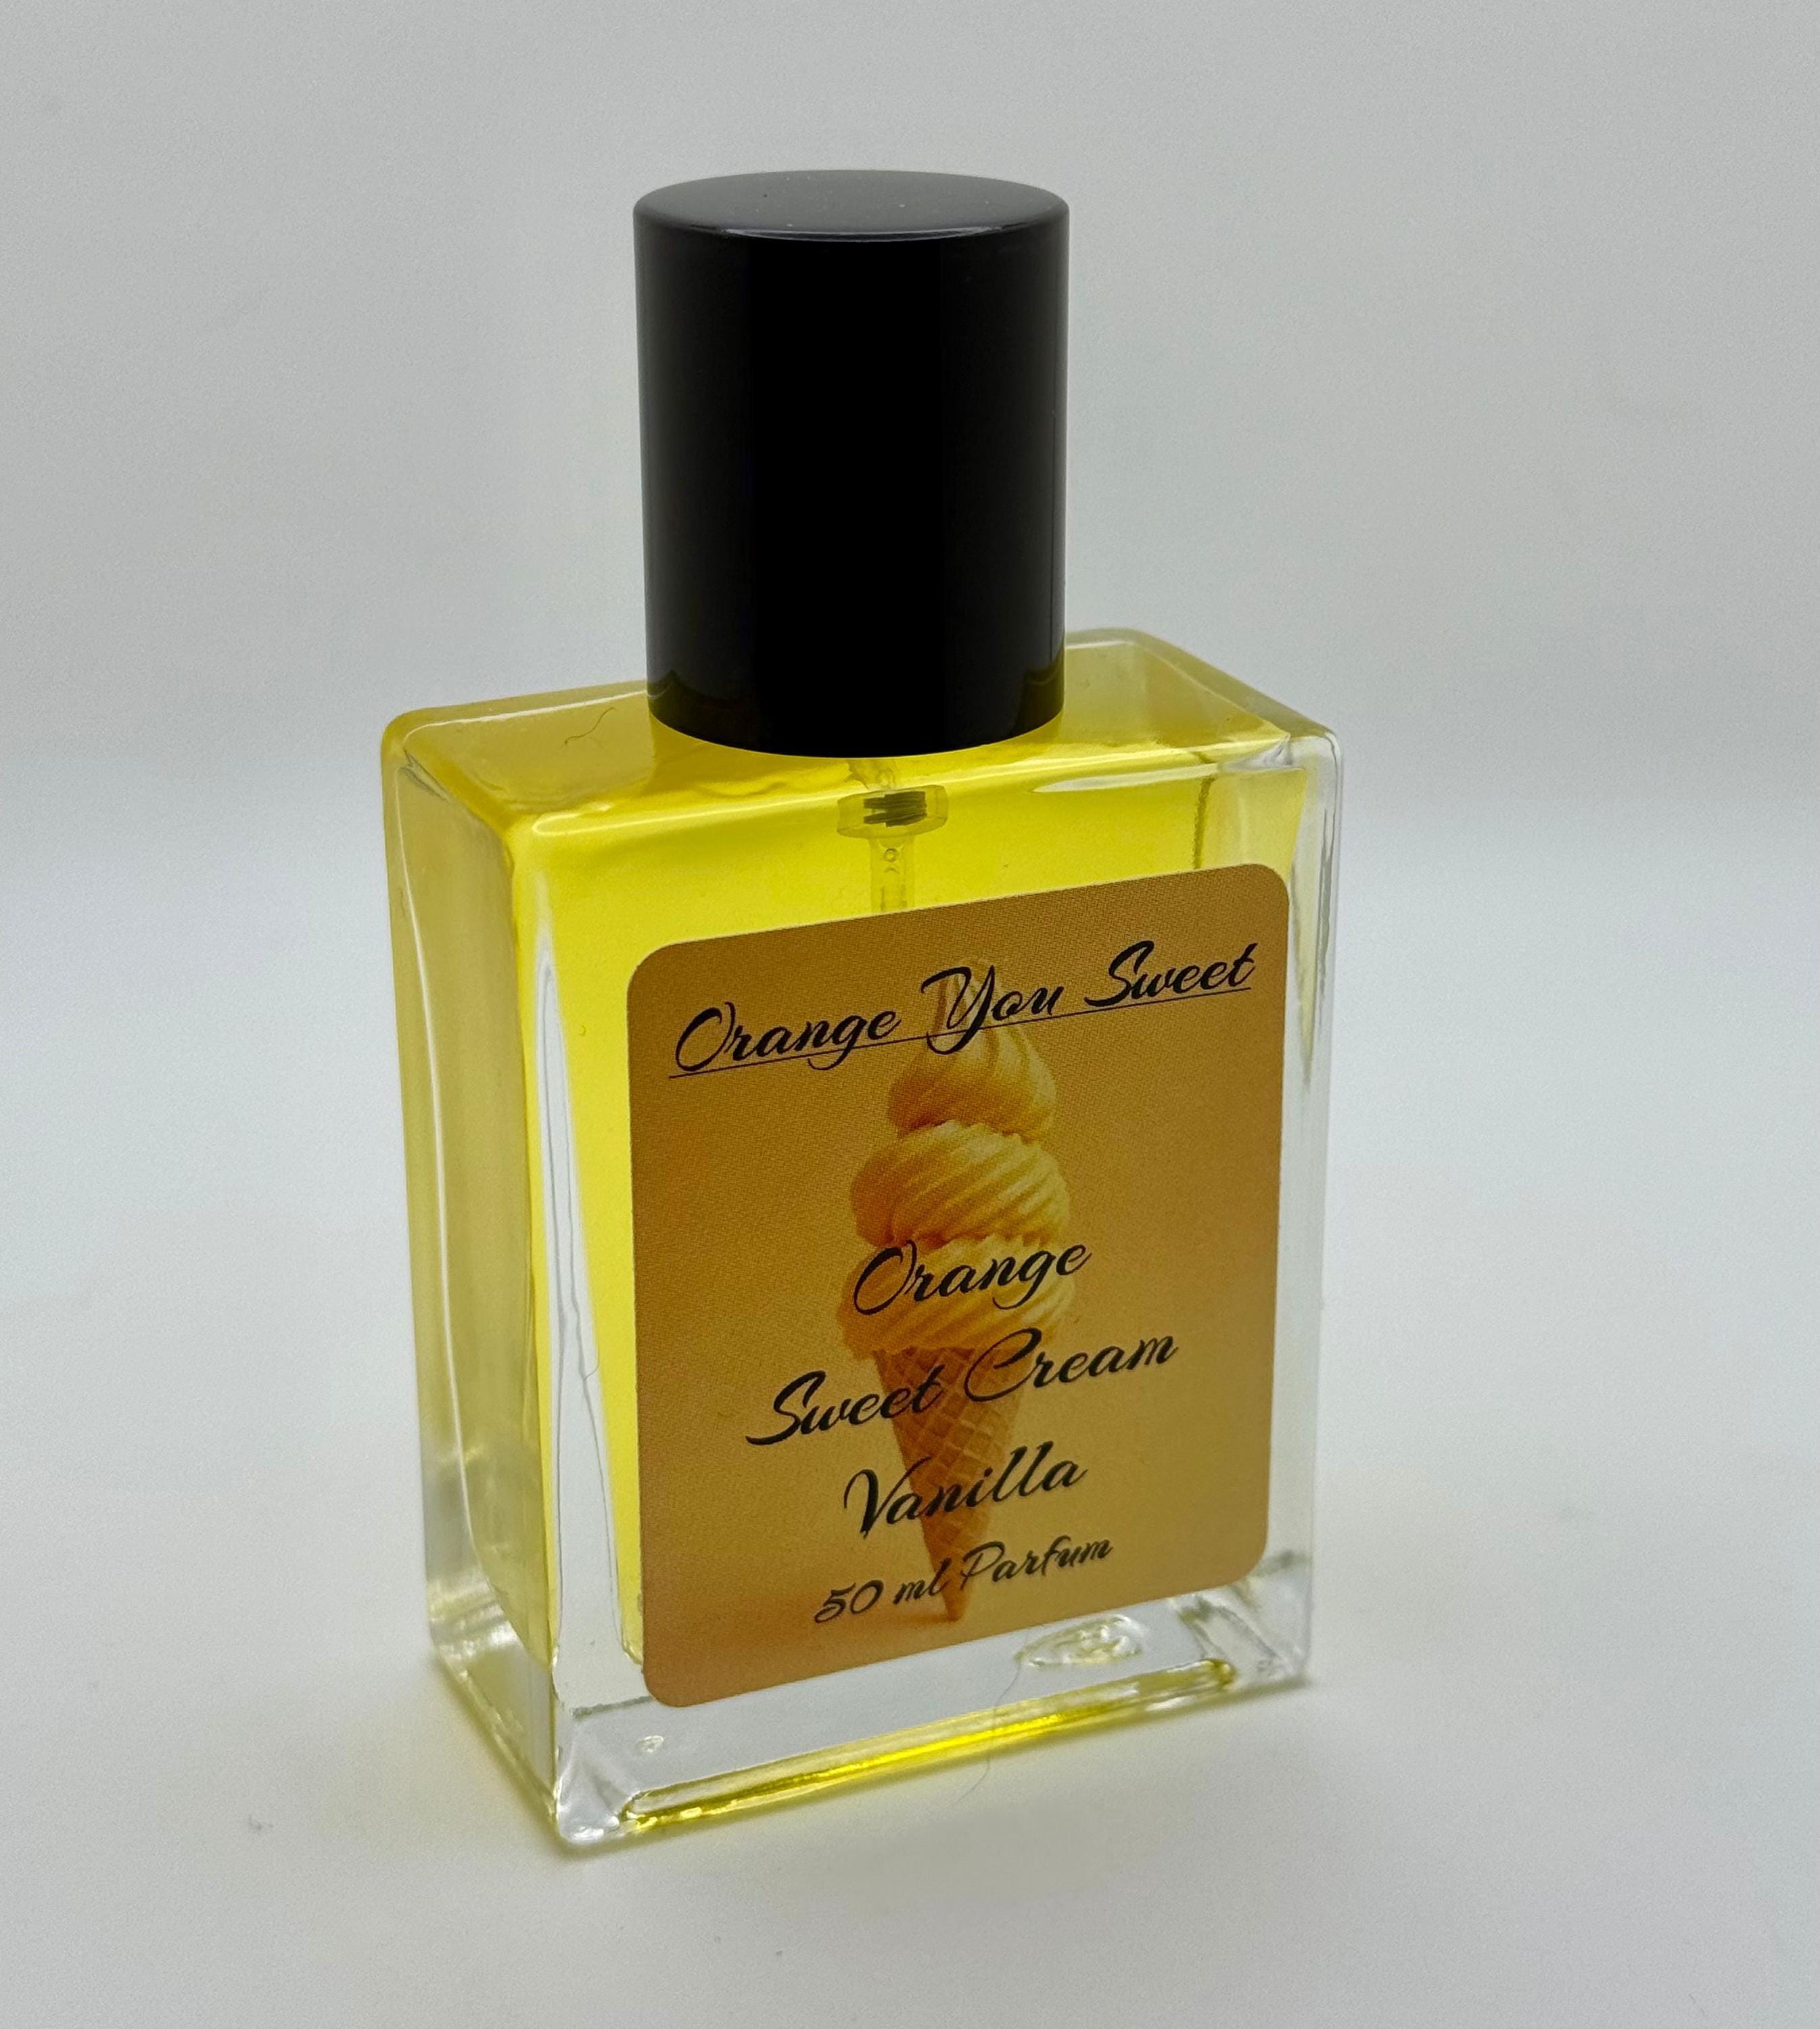 Orange You Sweet
Orange
Sweet Cream
Vanilla
50 ml Parfum